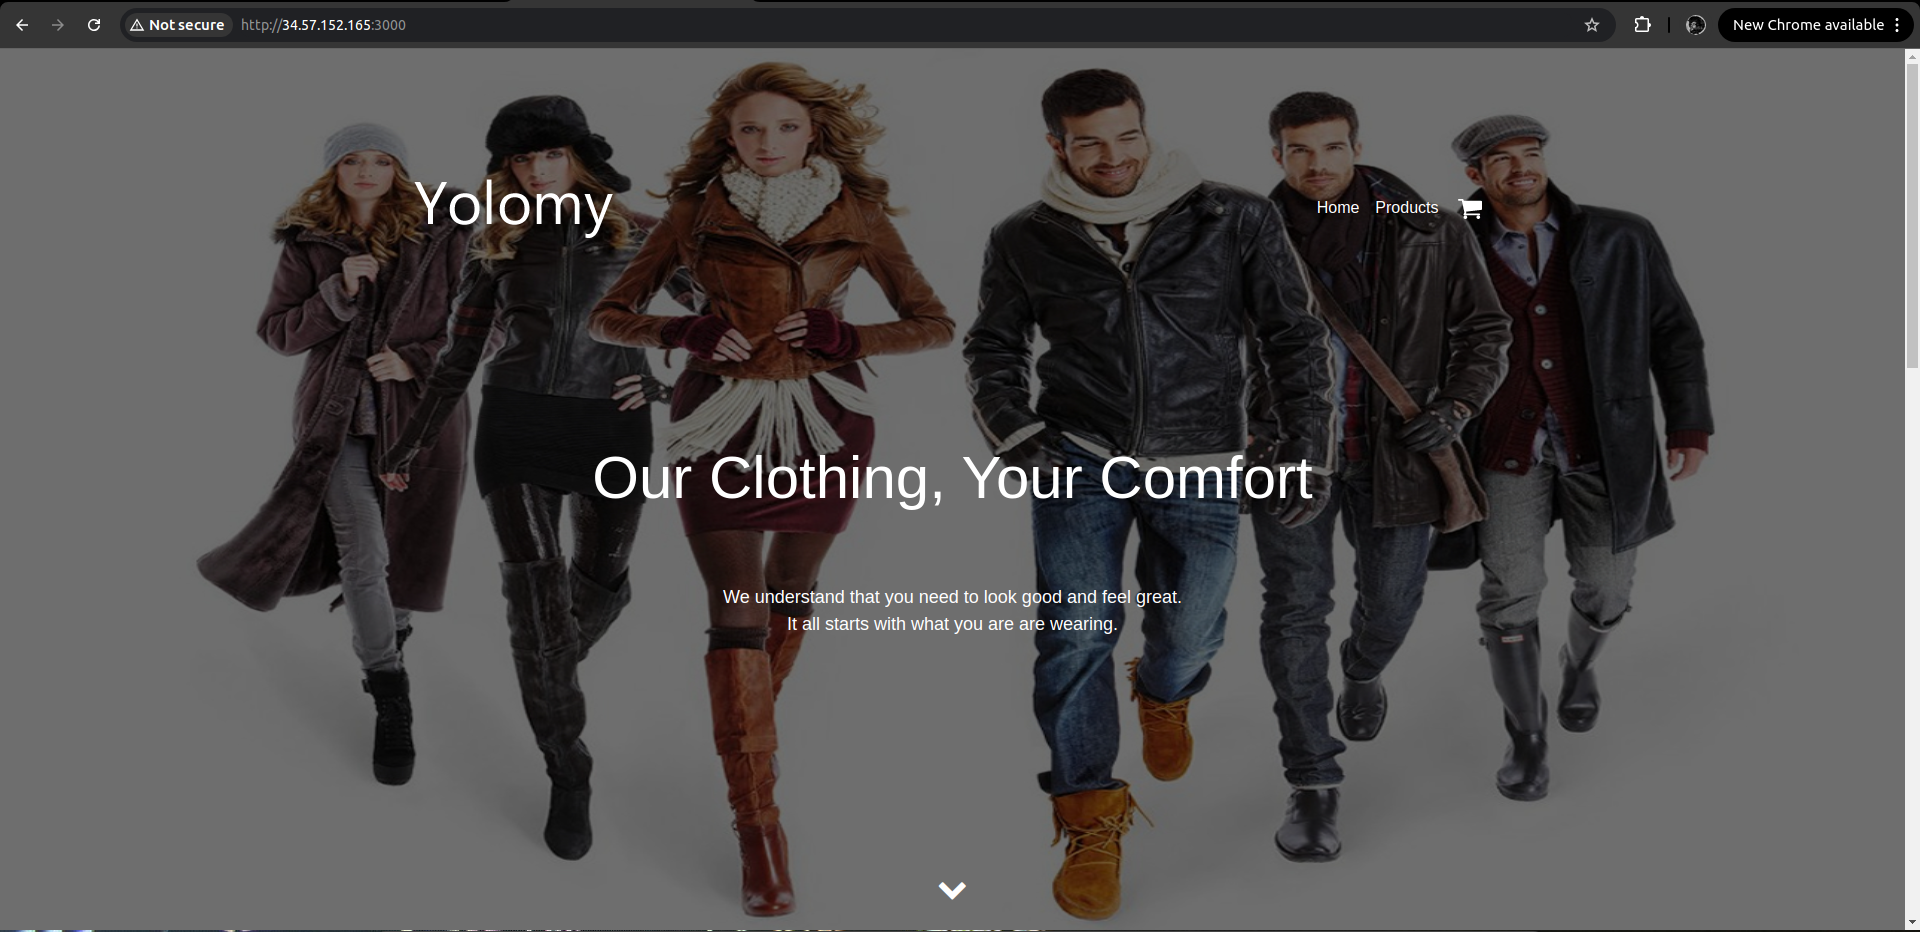 Not secure http://34.57.152.165:3000
New Chrome available
Yolomy
Home Products
Our Clothing, Your Comfort
We understand that you need to look good and feel great.
It all starts with what you are are wearing.